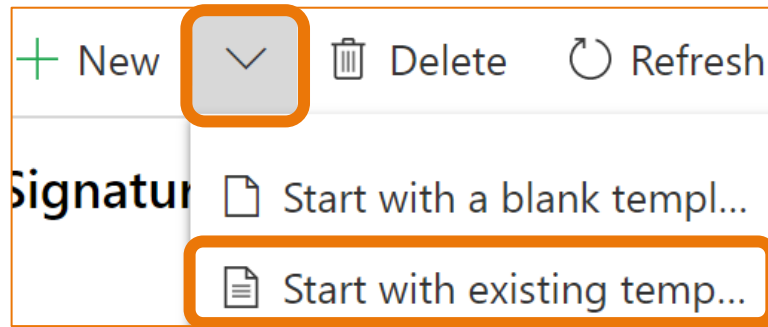 New Delete Refresh
Signatur
Start with a blank templ...
Start with existing temp...